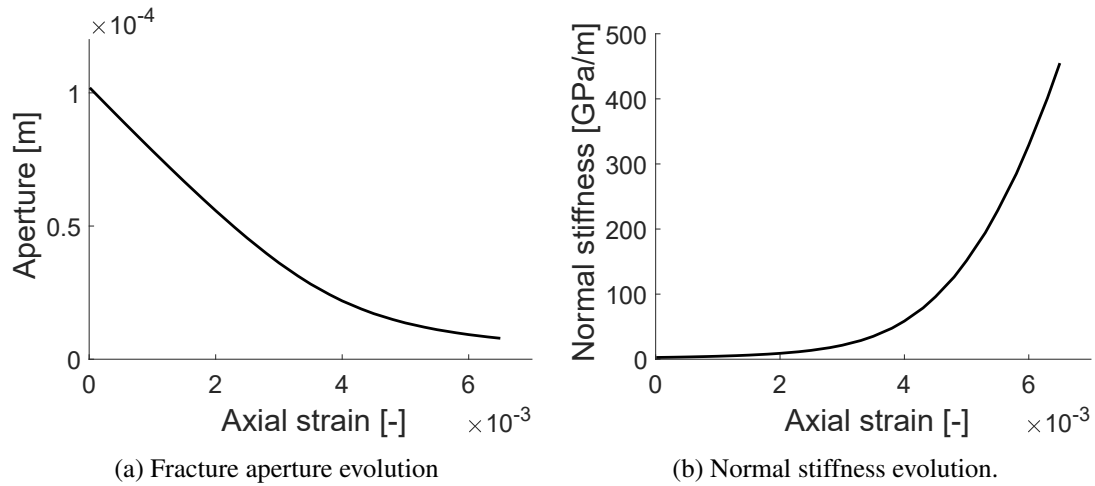 ×10⁻⁴
1
0.5
0
Aperture [m]
0 2 4 6
Axial strain [-] ×10⁻³
(a) Fracture aperture evolution
500
400
300
200
100
0
Normal stiffness [GPa/m]
0 2 4 6
Axial strain [-] ×10⁻³
(b) Normal stiffness evolution.